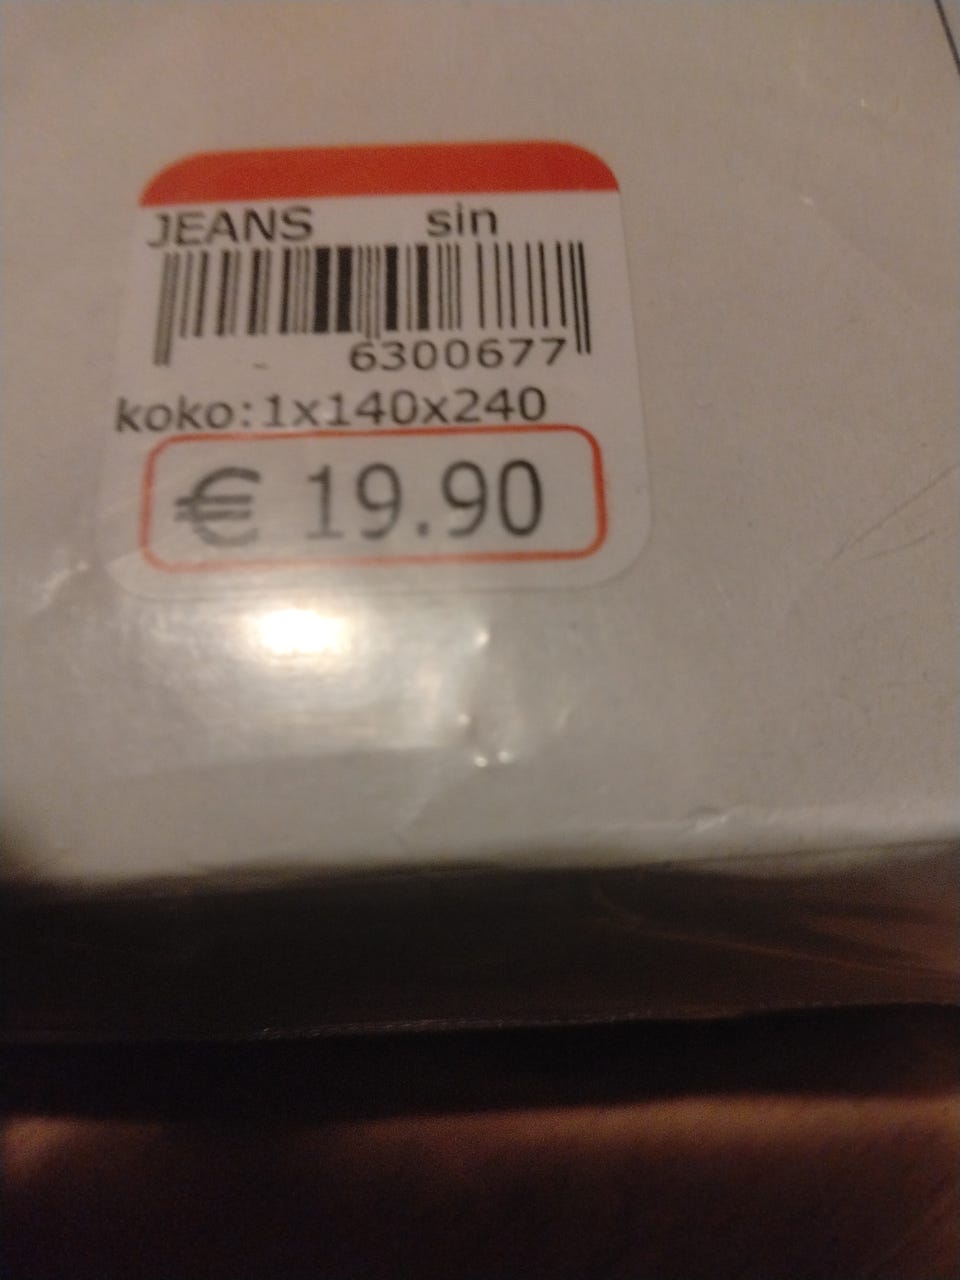 JEANS sin
6300677
koko:1x140x240
€ 19.90